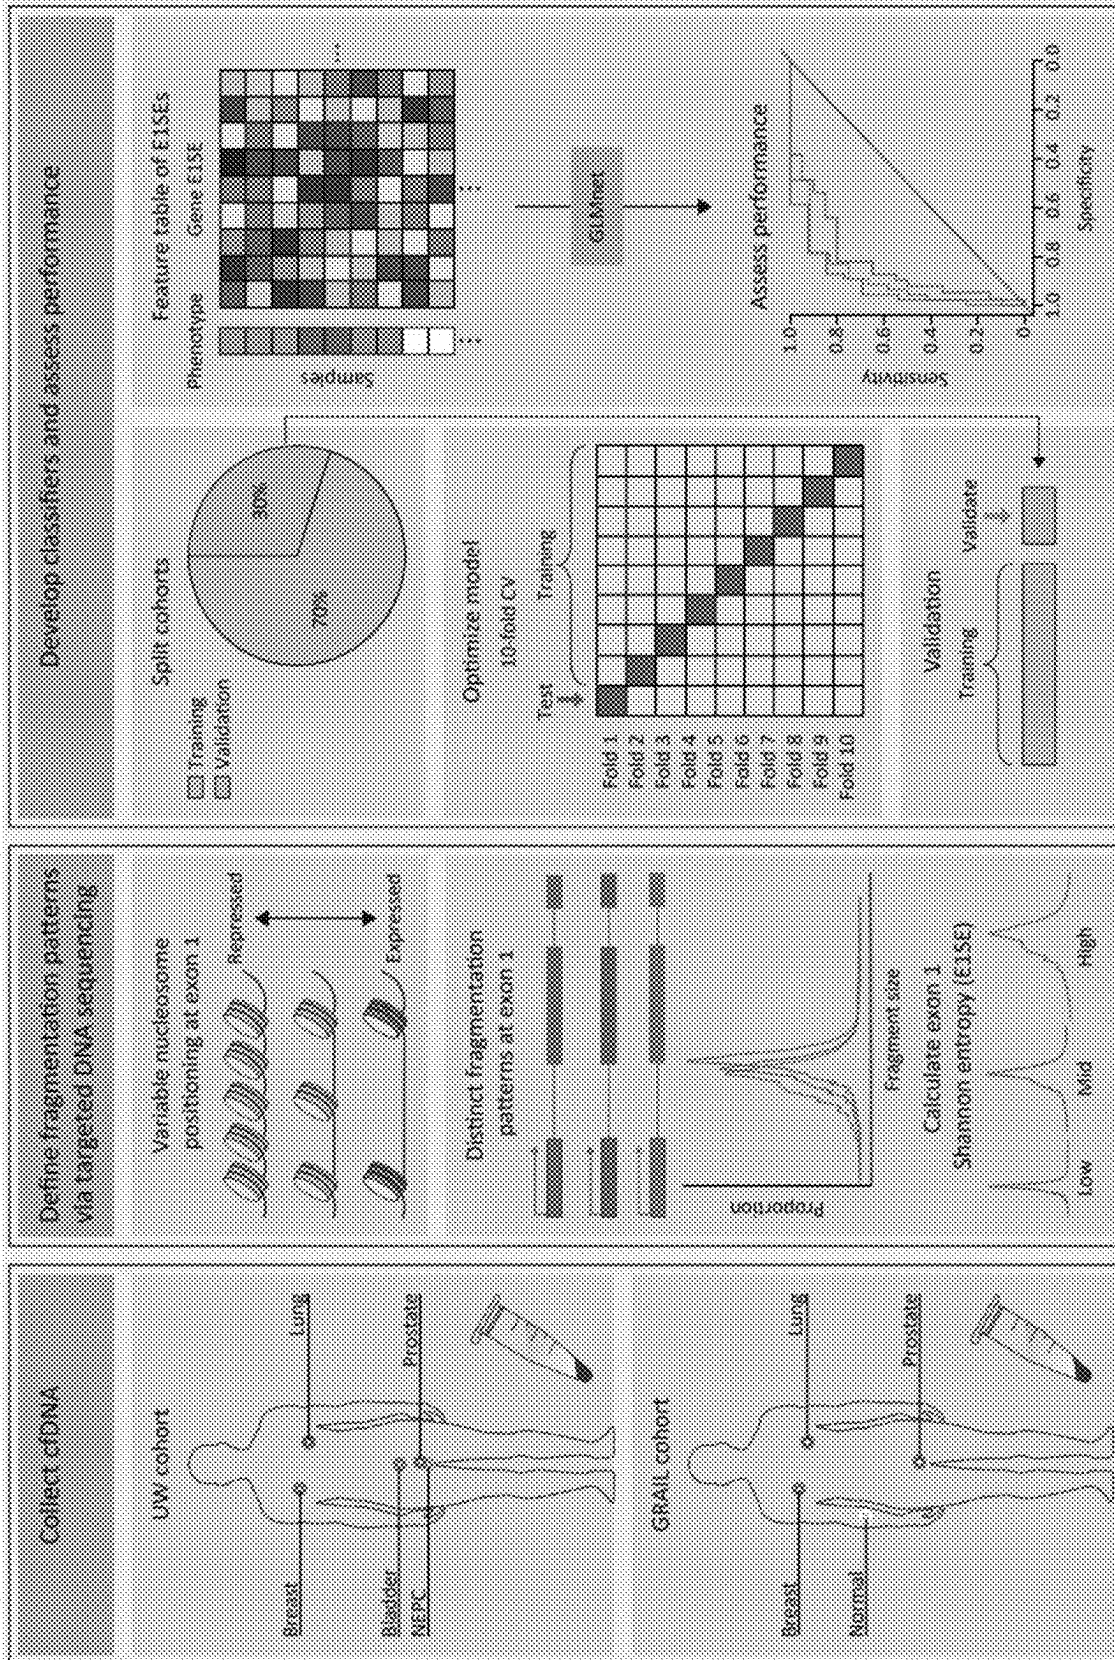 Collect cfDNA
UW cohort
Breast
Lung
Bladder
NEPC
Prostate
GRAIL cohort
Breast
Lung
Normal
Prostate
Define fragmentation patterns
via targeted DNA sequencing
Variable nucleosome
positioning at exon 1
Repressed
Expressed
Distinct fragmentation
patterns at exon 1
Proportion
Fragment size
Calculate exon 1
Shannon entropy (E1SE)
Low
Mid
High
Develop classifiers and assess performance
Split cohorts
Training
Validation
70%
30%
Optimize model
10-fold CV
Test
Training
Fold 1
Fold 2
Fold 3
Fold 4
Fold 5
Fold 6
Fold 7
Fold 8
Fold 9
Fold 10
Validation
Training
Validate
Feature table of E1SEs
Phenotype
Gene E1SE
Samples
GLMnet
Assess performance
Sensitivity
1.0
0.8
0.6
0.4
0.2
0
1.0
0.8
0.6
0.4
0.2
0.0
Specificity